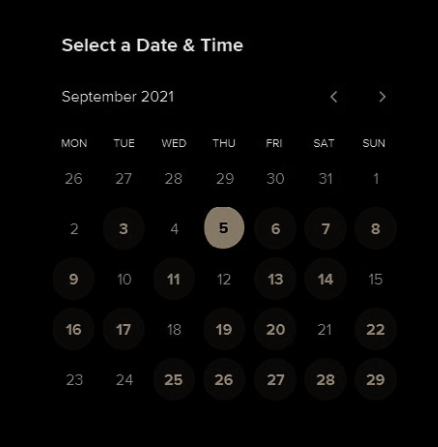 Select a Date & Time
September 2021
MON TUE WED THU FRI SAT SUN
26 27 28 29 30 31 1
2 3 4 5 6 7 8
9 10 11 12 13 14 15
16 17 18 19 20 21 22
23 24 25 26 27 28 29